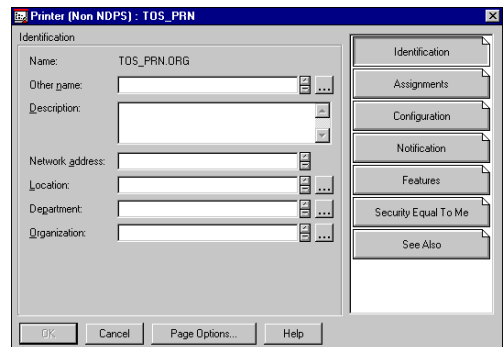 Printer (Non NDPS) : TOS_PRN
Identification
Name: TOS_PRN.ORG
Other name:
Description:
Network address:
Location:
Department:
Organization:
Identification
Assignments
Configuration
Notification
Features
Security Equal To Me
See Also
OK Cancel Page Options... Help